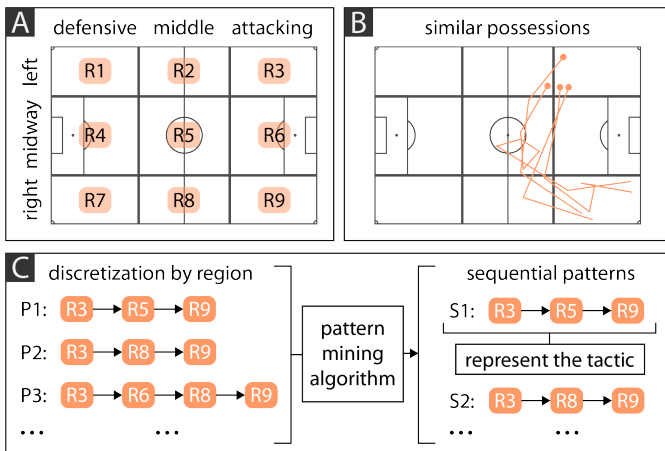 A
defensive middle attacking
left
midway
right
R1 R2 R3
R4 R5 R6
R7 R8 R9
B
similar possessions
C
discretization by region
P1: R3 R5 R9
P2: R3 R8 R9
P3: R3 R6 R8 R9
... ...
pattern
mining
algorithm
sequential patterns
S1: R3 R5 R9
represent the tactic
S2: R3 R8 R9
... ...